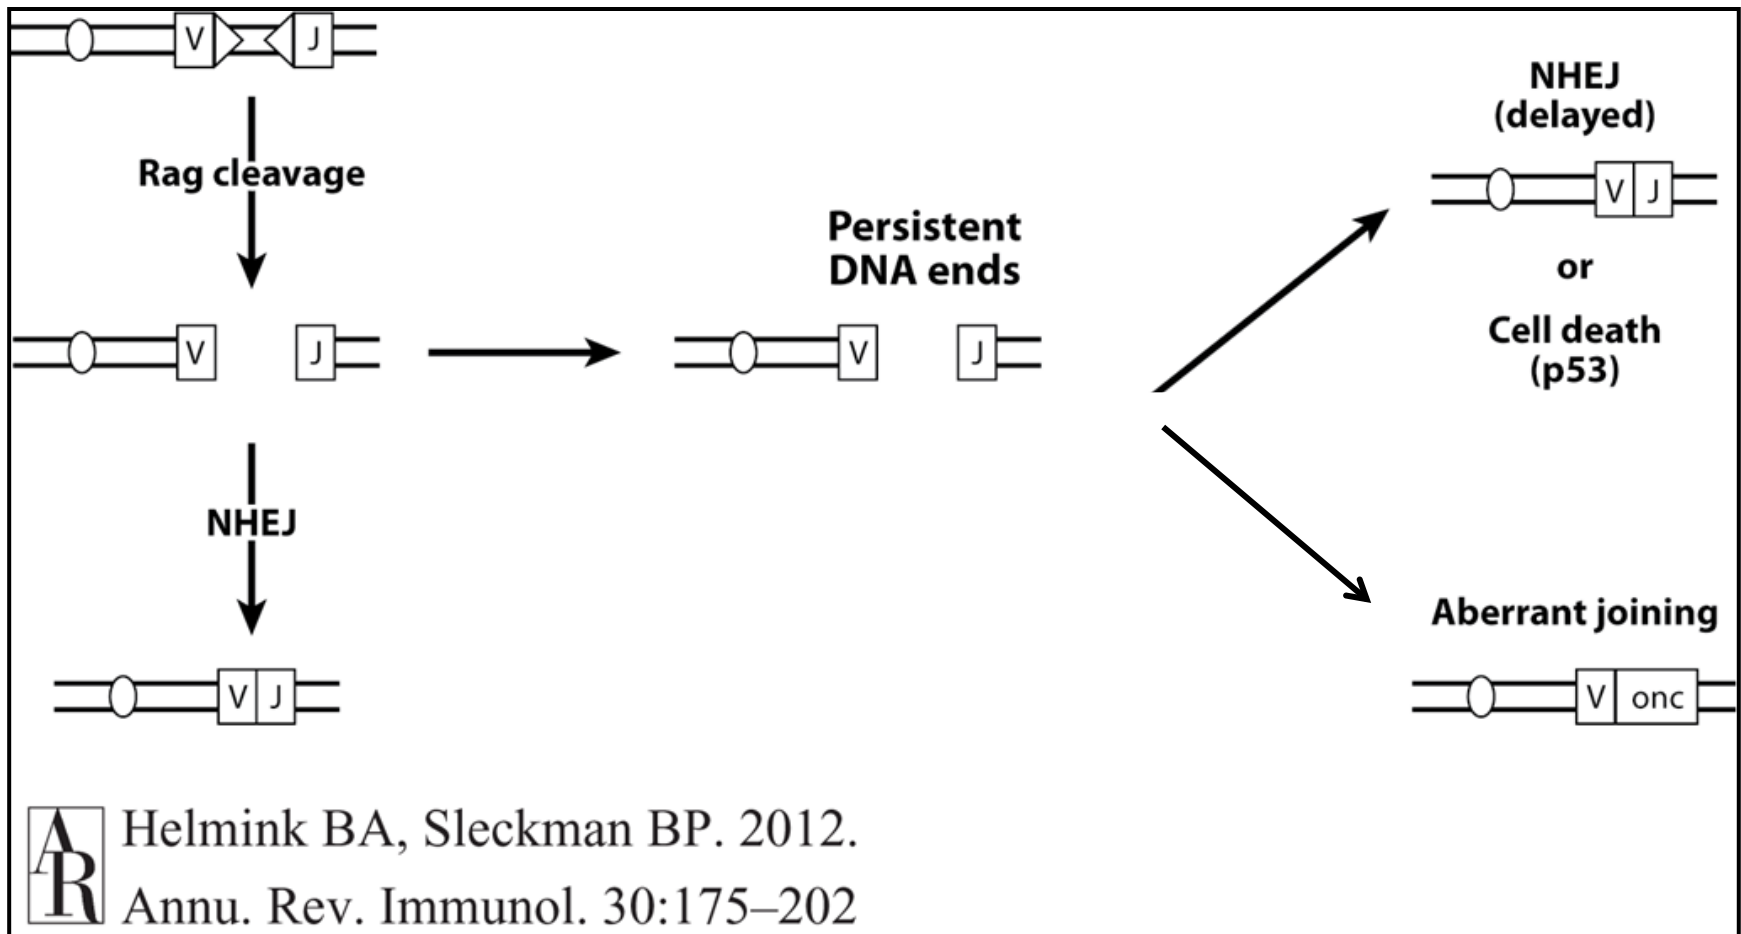 V J
Rag cleavage
V J
NHEJ
V J
Persistent
DNA ends
V J
NHEJ
(delayed)
V J
or
Cell death
(p53)
Aberrant joining
V onc
AR
Helmink BA, Sleckman BP. 2012.
Annu. Rev. Immunol. 30:175–202